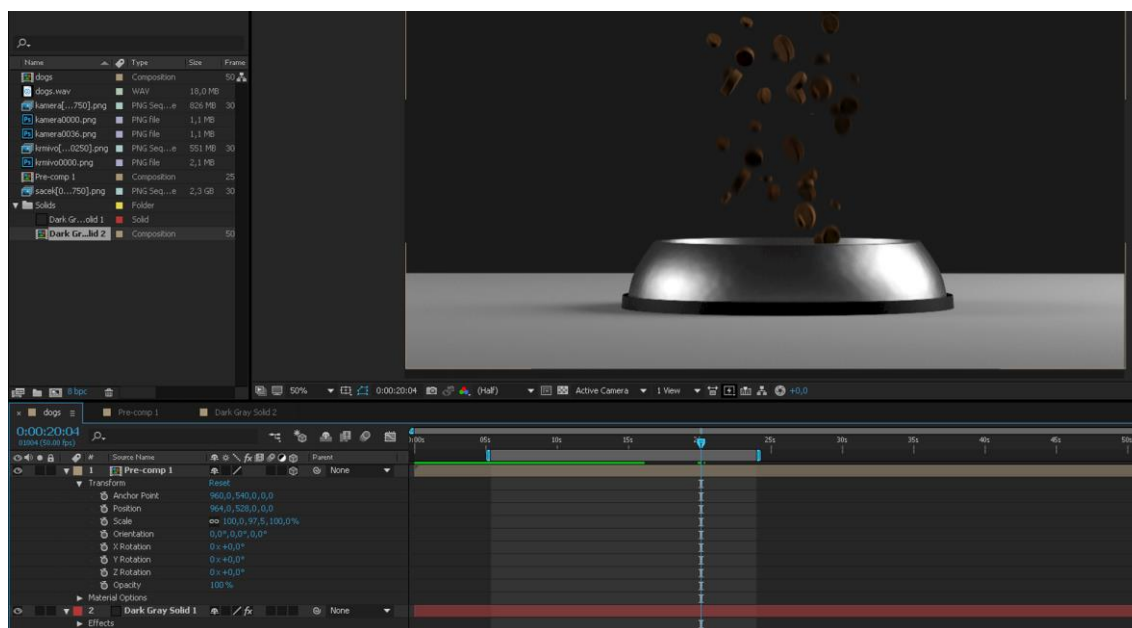 Name Type Size Frame
dogs Composition 50
dogs.wav WAV 18,0 MB
kamera[...750].png PNG Seq...e 826 MB 30
kamera0000.png PNG file 1,1 MB
kamera0036.png PNG file 1,1 MB
krmivo[...0250].png PNG Seq...e 551 MB 30
krmivo0000.png PNG file 2,1 MB
Pre-comp 1 Composition 25
sacek[0...750].png PNG Seq...e 2,3 GB 30
Solids Folder
Dark Gr...olid 1 Solid
Dark Gr...lid 2 Composition 50
8 bpc
50% 0:00:20:04 (Half) Active Camera 1 View +0,0
dogs Pre-comp 1 Dark Gray Solid 2
0:00:20:04
01004 (50.00 fps)
05s 10s 15s 25s 30s 35s 40s 45s
# Source Name Parent
1 Pre-comp 1 None
Transform Reset
Anchor Point 960,0,540,0,0,0
Position 964,0,528,0,0,0
Scale 100,0,97,5,100,0%
Orientation 0,0°,0,0°,0,0°
X Rotation 0x+0,0°
Y Rotation 0x+0,0°
Z Rotation 0x+0,0°
Opacity 100%
Material Options
2 Dark Gray Solid 1 fx None
Effects